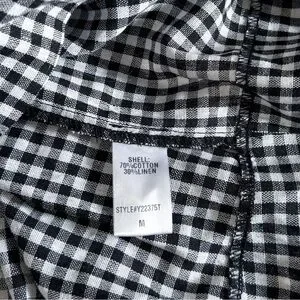 SHELL:
70%COTTON
30%LINEN
STYLE#Y22375T
M